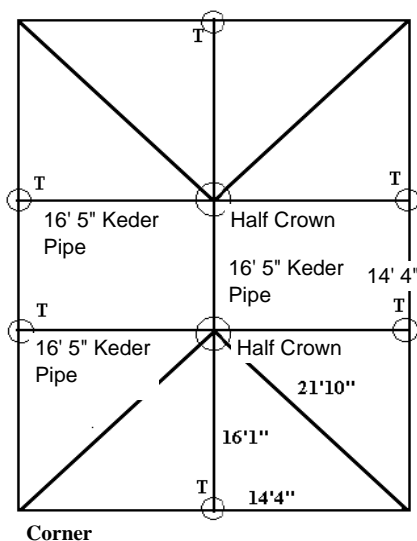 T
T
T
16' 5" Keder
Pipe
Half Crown
16' 5" Keder
Pipe
14' 4"
T
T
16' 5" Keder
Pipe
Half Crown
21'10"
16'1"
T
14'4"
Corner